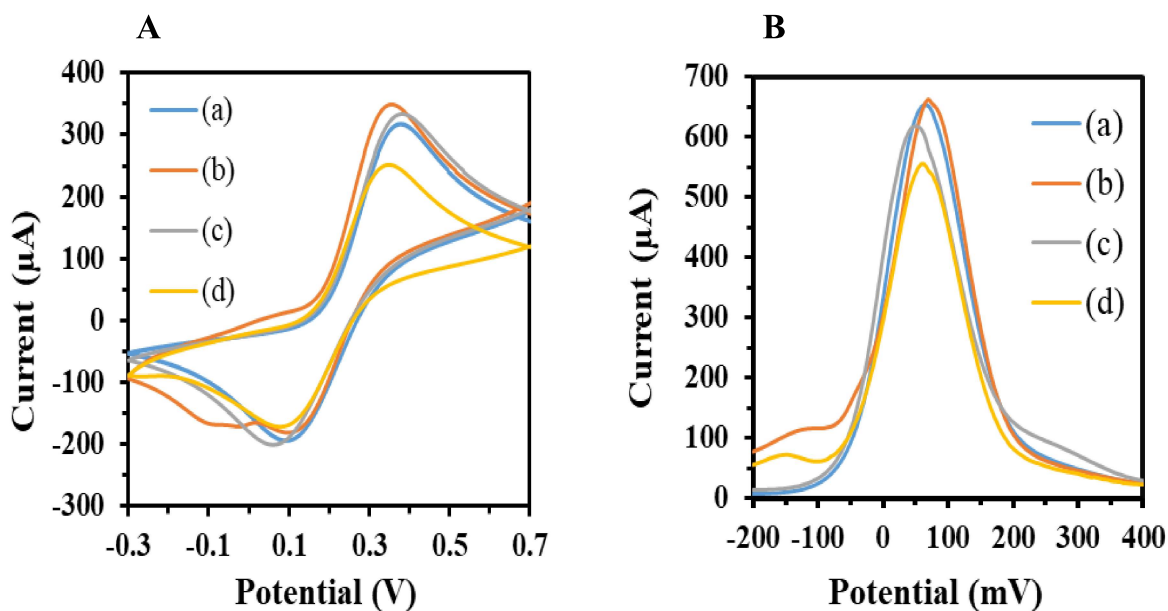 A
400
300
200
100
0
-100
-200
-300
-0.3
-0.1
0.1
0.3
0.5
0.7
Current (µA)
Potential (V)
(a)
(b)
(c)
(d)
B
700
600
500
400
300
200
100
0
-200
-100
0
100
200
300
400
Current (µA)
Potential (mV)
(a)
(b)
(c)
(d)